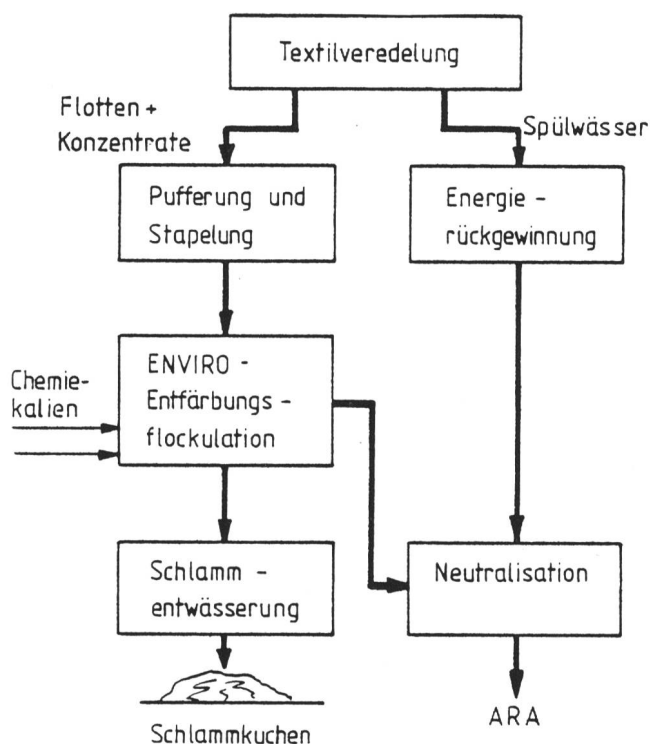 Textilveredelung
Flotten +
Konzentrate
Spülwässer
Pufferung und
Stapelung
Energie -
rückgewinnung
ENVIRO -
Entfärbungs -
flockulation
Chemie-
kalien
Schlamm -
entwässerung
Neutralisation
Schlammkuchen
ARA